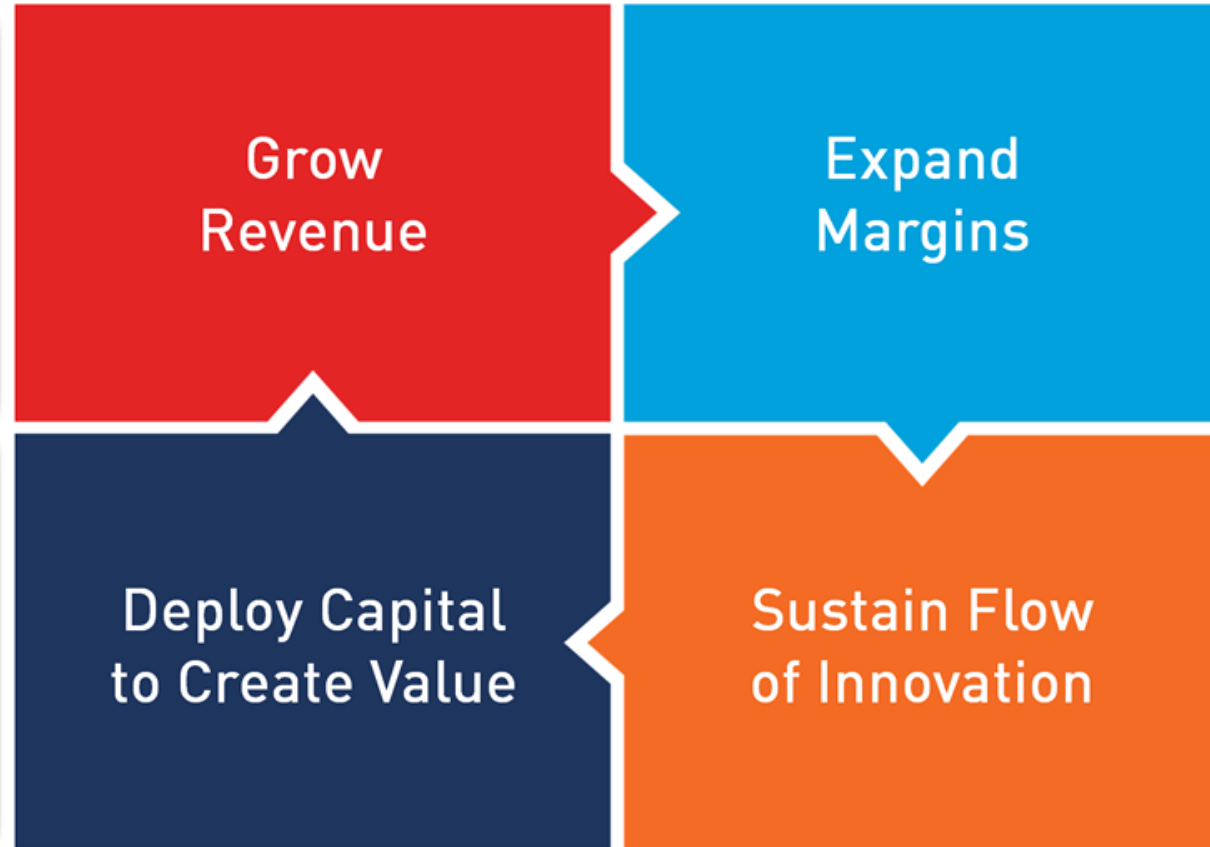 Grow
Revenue
Expand
Margins
Deploy Capital
to Create Value
Sustain Flow
of Innovation